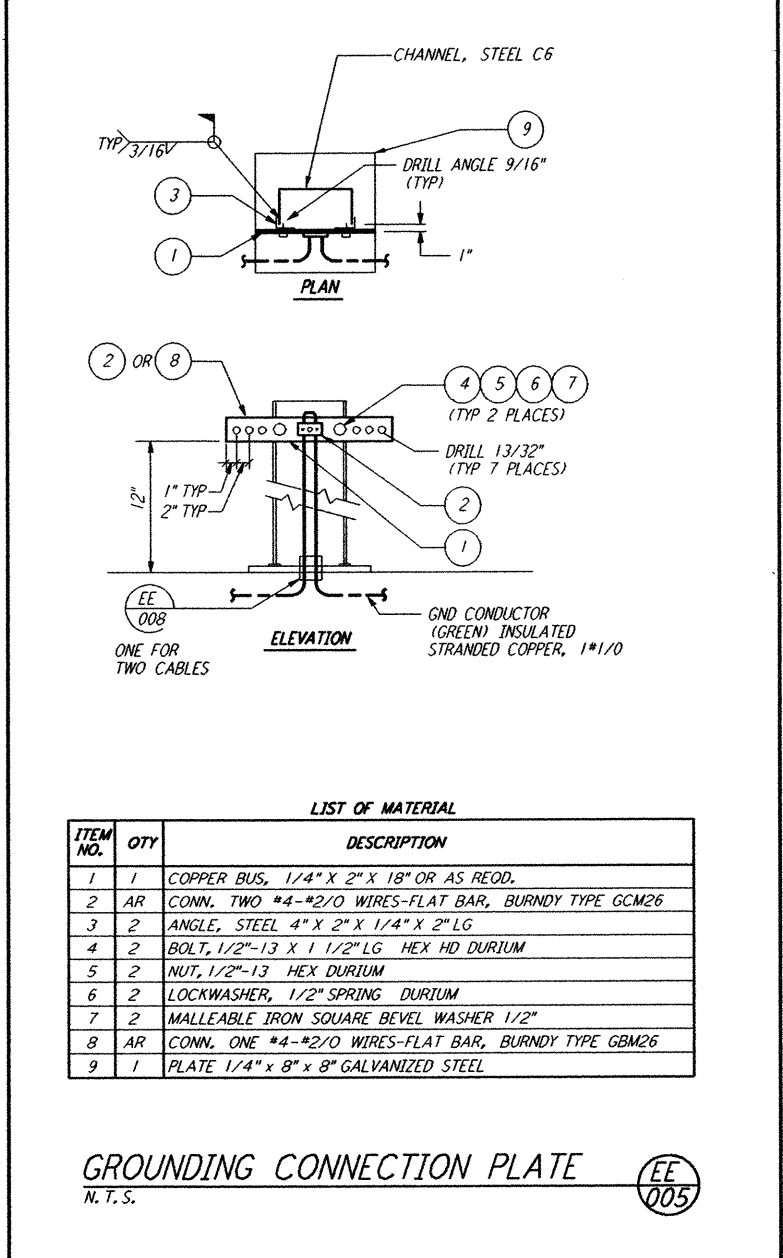 CHANNEL, STEEL C6
TYP 3/16
9
DRILL ANGLE 9/16"
(TYP)
3
1
1"
PLAN
2 OR 8
4 5 6 7
(TYP 2 PLACES)
DRILL 13/32"
(TYP 7 PLACES)
1" TYP
2" TYP
12"
2
1
EE
008
ONE FOR
TWO CABLES
ELEVATION
GND CONDUCTOR
(GREEN) INSULATED
STRANDED COPPER, 1#1/0
LIST OF MATERIAL
ITEM NO. QTY DESCRIPTION
1 1 COPPER BUS, 1/4" X 2" X 18" OR AS REQD.
2 AR CONN. TWO #4-#2/0 WIRES-FLAT BAR, BURNDY TYPE GCM26
3 2 ANGLE, STEEL 4" X 2" X 1/4" X 2" LG
4 2 BOLT, 1/2"-13 X 1 1/2" LG HEX HD DURIUM
5 2 NUT, 1/2"-13 HEX DURIUM
6 2 LOCKWASHER, 1/2" SPRING DURIUM
7 2 MALLEABLE IRON SQUARE BEVEL WASHER 1/2"
8 AR CONN. ONE #4-#2/0 WIRES-FLAT BAR, BURNDY TYPE GBM26
9 1 PLATE 1/4" x 8" x 8" GALVANIZED STEEL
GROUNDING CONNECTION PLATE
N.T.S.
EE
005